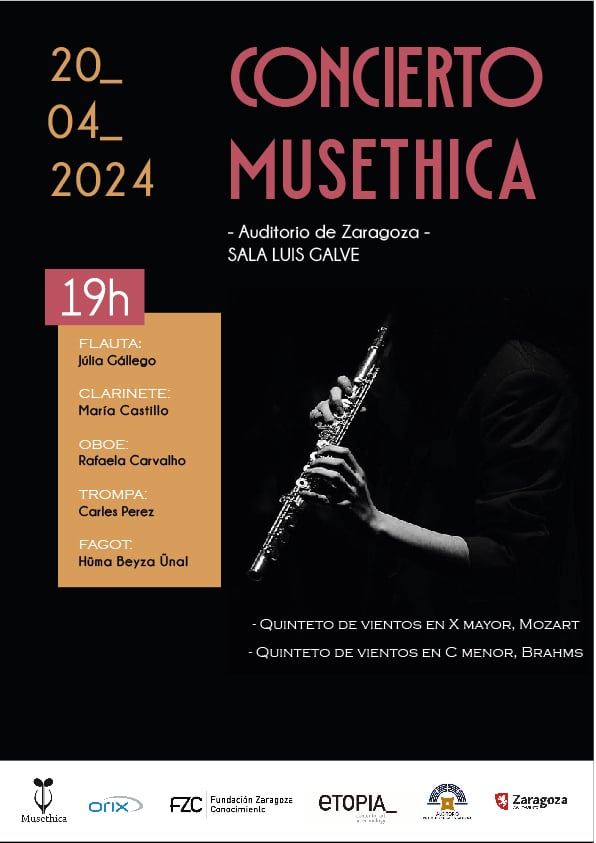 20_
04_
2024
CONCIERTO
MUSETHICA
- Auditorio de Zaragoza -
SALA LUIS GALVE
19h
FLAUTA:
Júlia Gállego
CLARINETE:
María Castillo
OBOE:
Rafaela Carvalho
TROMPA:
Carles Perez
FAGOT:
Hüma Beyza Ünal
- QUINTETO DE VIENTOS EN X MAYOR, MOZART
- QUINTETO DE VIENTOS EN C MENOR, BRAHMS
Musethica
orix
FZC Fundación Zaragoza
Conocimiento
eTOPIA_
AUDITORIO
Zaragoza